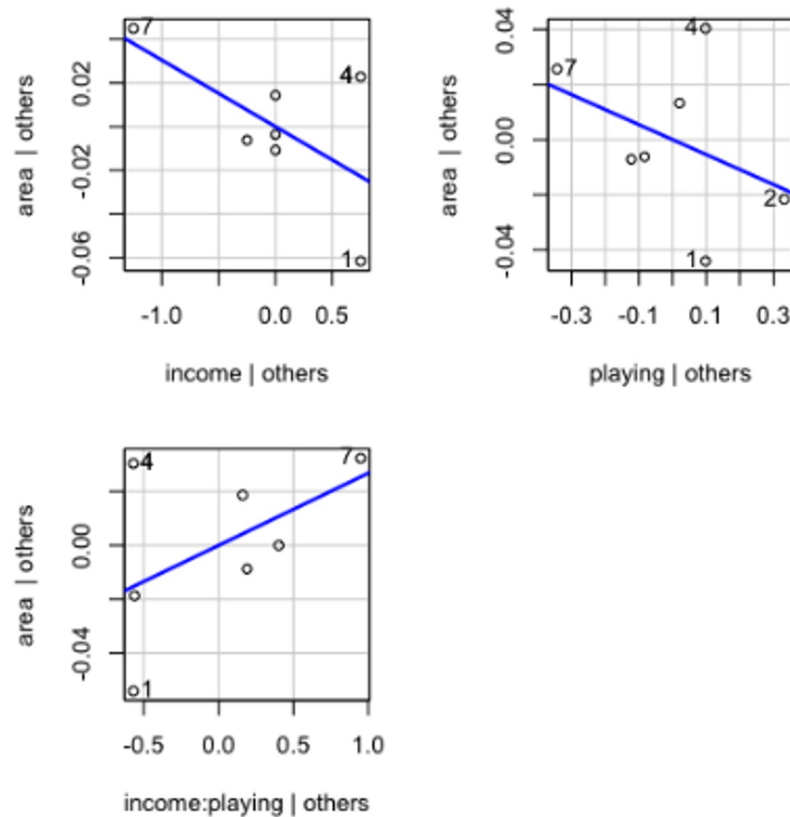 area | others
0.02
-0.02
-0.06
7
4
1
-1.0 0.0 0.5
income | others
area | others
0.04
0.00
-0.04
4
7
2
1
-0.3 -0.1 0.1 0.3
playing | others
area | others
0.00
-0.04
4
7
1
-0.5 0.0 0.5 1.0
income:playing | others